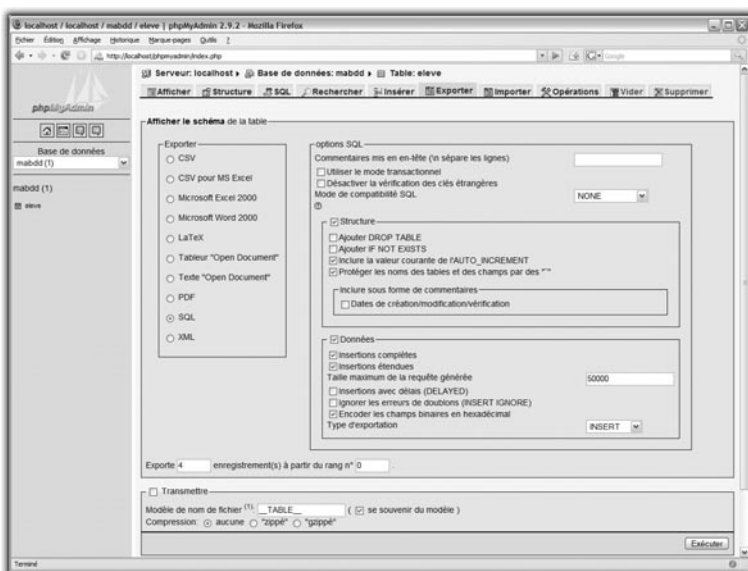 localhost / localhost / mabdd / eleve | phpMyAdmin 2.9.2 - Mozilla Firefox
Fichier Édition Affichage Historique Marque-pages Outils ?
http://localhost/phpmyadmin/index.php
Google
phpMyAdmin
Base de données
mabdd (1)
mabdd (1)
eleve
Serveur: localhost Base de données: mabdd Table: eleve
Afficher Structure SQL Rechercher Insérer Exporter Importer Opérations Vider Supprimer
Afficher le schéma de la table
Exporter
CSV
CSV pour MS Excel
Microsoft Excel 2000
Microsoft Word 2000
LaTeX
Tableur "Open Document"
Texte "Open Document"
PDF
SQL
XML
options SQL
Commentaires mis en en-tête (\n sépare les lignes)
Utiliser le mode transactionnel
Désactiver la vérification des clés étrangères
Mode de compatibilité SQL NONE
Structure
Ajouter DROP TABLE
Ajouter IF NOT EXISTS
Inclure la valeur courante de l'AUTO_INCREMENT
Protéger les noms des tables et des champs par des "`"
Inclure sous forme de commentaires
Dates de création/modification/vérification
Données
Insertions complètes
Insertions étendues
Taille maximum de la requête générée 50000
Insertions avec délais (DELAYED)
Ignorer les erreurs de doublons (INSERT IGNORE)
Encoder les champs binaires en hexadécimal
Type d'exportation INSERT
Exporte 4 enregistrement(s) à partir du rang n° 0 .
Transmettre
Modèle de nom de fichier (1): __TABLE__ ( se souvenir du modèle )
Compression: aucune "zippé" "gzippé"
Exécuter
Terminé